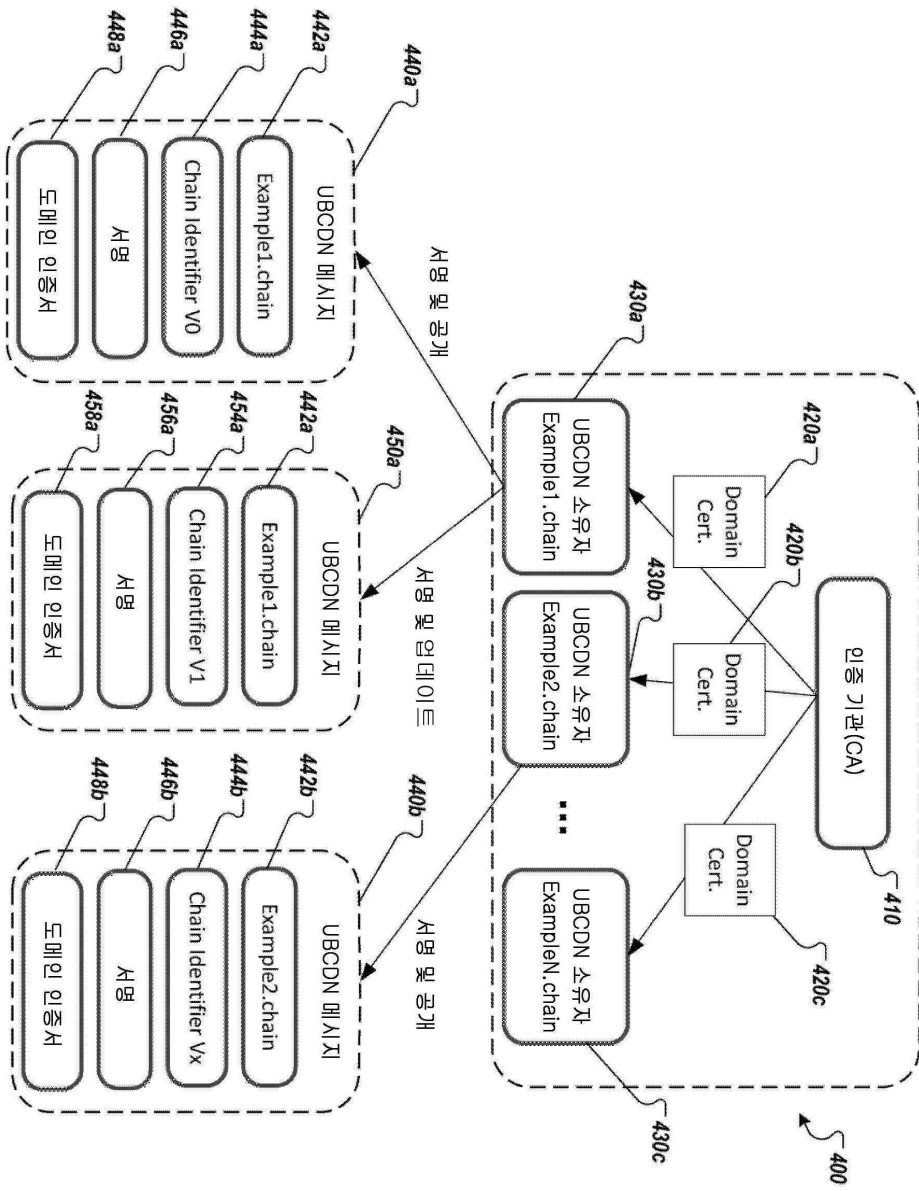 400
인증 기관(CA)
410
Domain
Cert.
420a
Domain
Cert.
420b
Domain
Cert.
420c
430a
UBCDN 소유자
Example1.chain
430b
UBCDN 소유자
Example2.chain
...
UBCDN 소유자
ExampleN.chain
430c
서명 및 공개
서명 및 업데이트
서명 및 공개
440a
UBCDN 메시지
442a
Example1.chain
444a
Chain Identifier V0
446a
서명
448a
도메인 인증서
450a
UBCDN 메시지
442a
Example1.chain
454a
Chain Identifier V1
456a
서명
458a
도메인 인증서
440b
UBCDN 메시지
442b
Example2.chain
444b
Chain Identifier Vx
446b
서명
448b
도메인 인증서